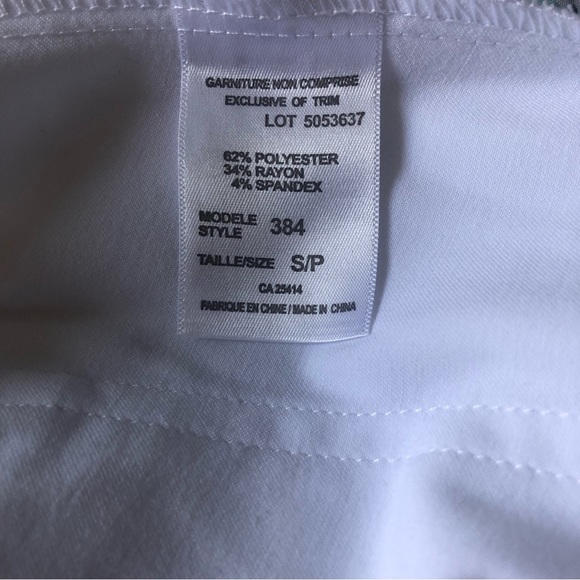 GARNITURE NON COMPRISE
EXCLUSIVE OF TRIM
LOT 5053637
62% POLYESTER
34% RAYON
4% SPANDEX
MODELE
STYLE 384
TAILLE/SIZE S/P
CA 25414
FABRIQUE EN CHINE / MADE IN CHINA